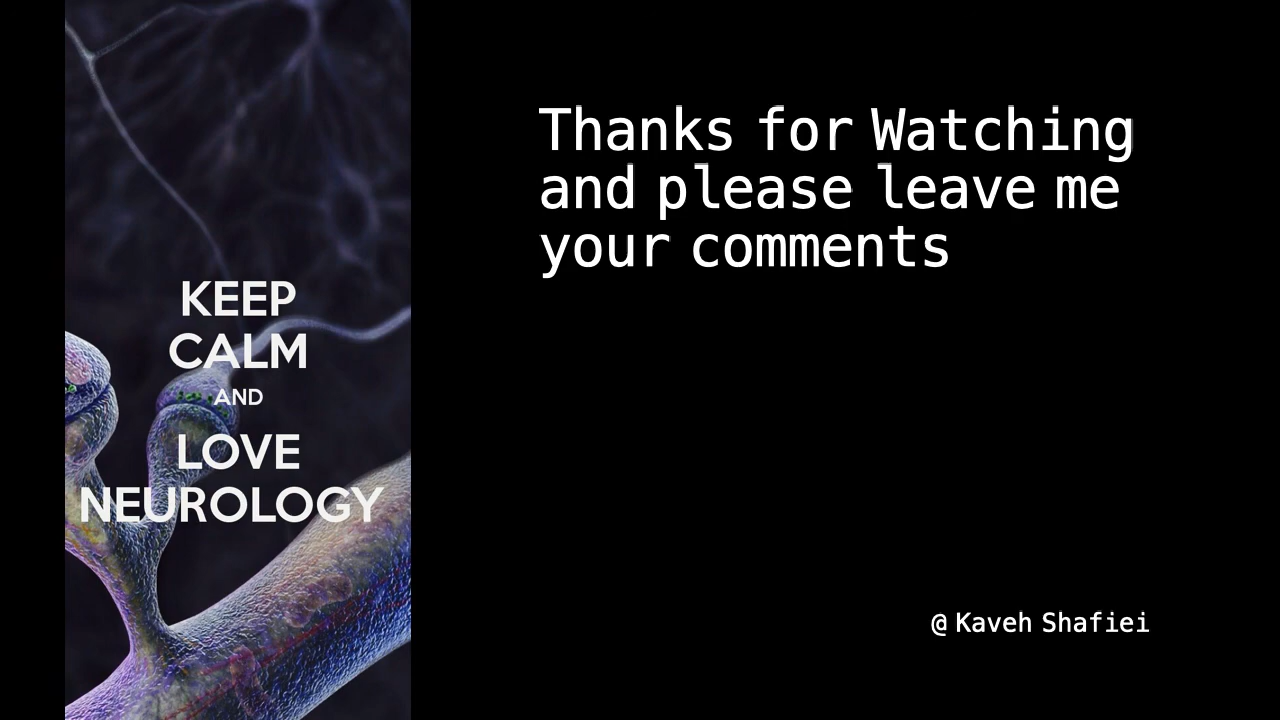 KEEP
CALM
AND
LOVE
NEUROLOGY
Thanks for Watching
and please leave me
your comments
@ Kaveh Shafiei